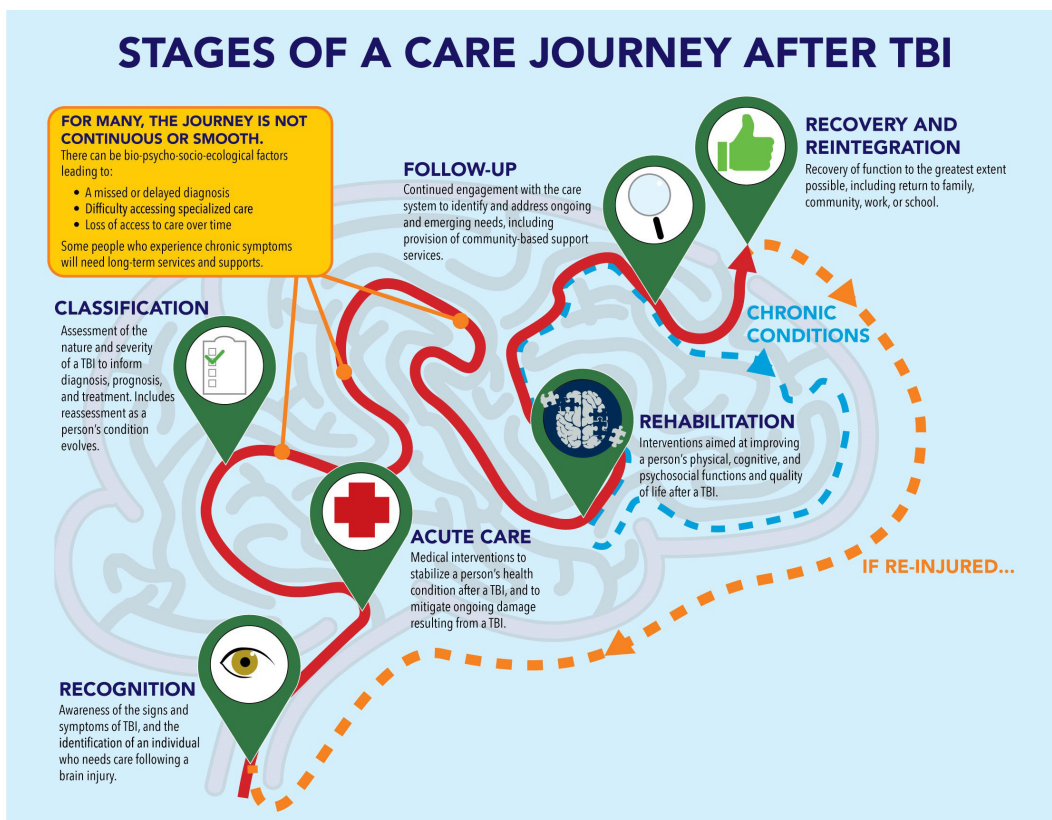 STAGES OF A CARE JOURNEY AFTER TBI
FOR MANY, THE JOURNEY IS NOT
CONTINUOUS OR SMOOTH.
There can be bio-psycho-socio-ecological factors
leading to:
• A missed or delayed diagnosis
• Difficulty accessing specialized care
• Loss of access to care over time
Some people who experience chronic symptoms
will need long-term services and supports.
RECOVERY AND
REINTEGRATION
Recovery of function to the greatest extent
possible, including return to family,
community, work, or school.
FOLLOW-UP
Continued engagement with the care
system to identify and address ongoing
and emerging needs, including
provision of community-based support
services.
CLASSIFICATION
Assessment of the
nature and severity
of a TBI to inform
diagnosis, prognosis,
and treatment. Includes
reassessment as a
person's condition
evolves.
CHRONIC
CONDITIONS
REHABILITATION
Interventions aimed at improving
a person's physical, cognitive, and
psychosocial functions and quality
of life after a TBI.
ACUTE CARE
Medical interventions to
stabilize a person's health
condition after a TBI, and to
mitigate ongoing damage
resulting from a TBI.
IF RE-INJURED...
RECOGNITION
Awareness of the signs and
symptoms of TBI, and the
identification of an individual
who needs care following a
brain injury.